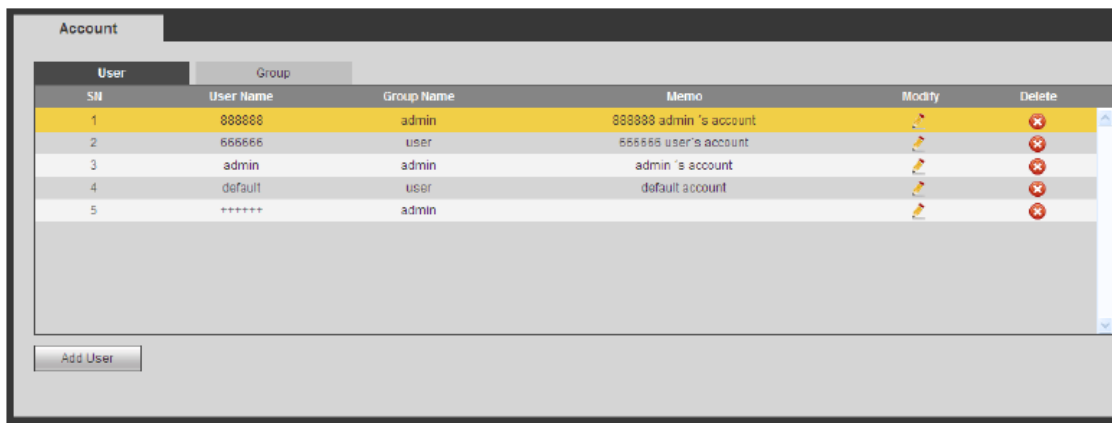 Account
User Group
SN User Name Group Name Memo Modify Delete
1 888888 admin 888888 admin 's account
2 666666 user 666666 user's account
3 admin admin admin 's account
4 default user default account
5 ++++++ admin
Add User